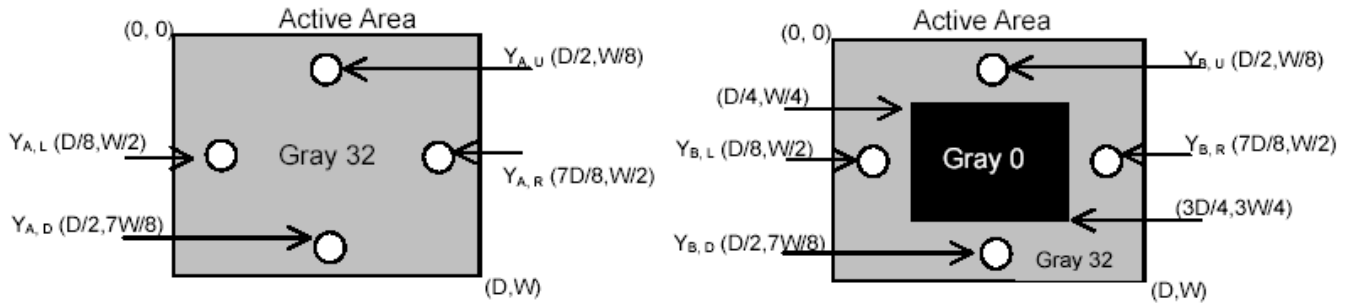 Active Area
(0, 0)
Y_A, U (D/2,W/8)
Y_A, L (D/8,W/2)
Gray 32
Y_A, R (7D/8,W/2)
Y_A, D (D/2,7W/8)
(D,W)
Active Area
(0, 0)
Y_B, U (D/2,W/8)
(D/4,W/4)
Y_B, L (D/8,W/2)
Gray 0
Y_B, R (7D/8,W/2)
(3D/4,3W/4)
Y_B, D (D/2,7W/8)
Gray 32
(D,W)